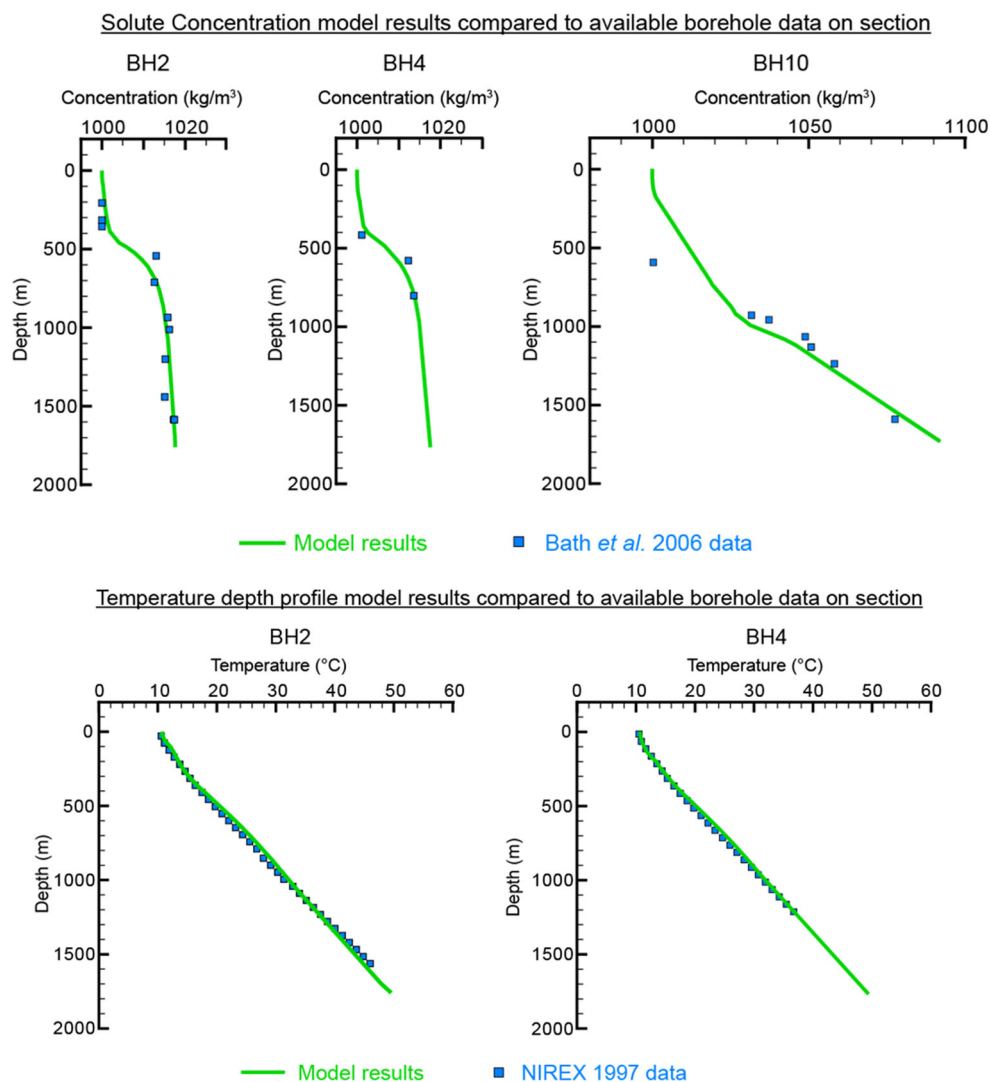 Solute Concentration model results compared to available borehole data on section
BH2 BH4 BH10
Concentration (kg/m³) Concentration (kg/m³) Concentration (kg/m³)
1000 1020 1000 1020 1000 1050 1100
0 0 0
500 500 500
1000 1000 1000
1500 1500 1500
2000 2000 2000
Depth (m) Depth (m) Depth (m)
Model results Bath et al. 2006 data
Temperature depth profile model results compared to available borehole data on section
BH2 BH4
Temperature (°C) Temperature (°C)
0 10 20 30 40 50 60 0 10 20 30 40 50 60
0 0
500 500
1000 1000
1500 1500
2000 2000
Depth (m) Depth (m)
Model results NIREX 1997 data